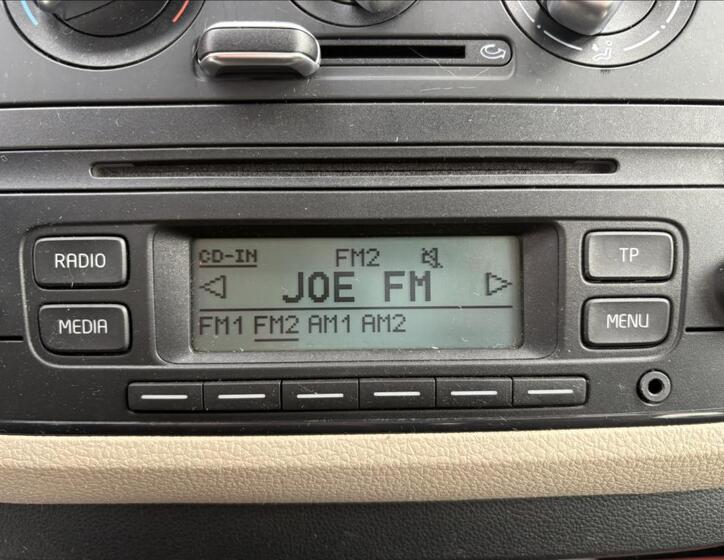 CD-IN FM2
JOE FM
FM1 FM2 AM1 AM2
RADIO
MEDIA
TP
MENU